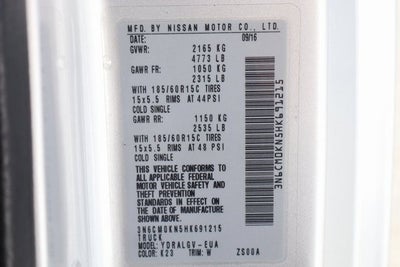 MFD. BY NISSAN MOTOR CO., LTD.
DATE: 09/16
GVWR: 2165 KG
4773 LB
GAWR FR: 1050 KG
2315 LB
WITH 185/60R15C TIRES
15x5.5 RIMS AT 44PSI
COLD SINGLE
GAWR RR: 1150 KG
2535 LB
WITH 185/60R15C TIRES
15x5.5 RIMS AT 48 PSI
COLD SINGLE
THIS VEHICLE CONFORMS TO
ALL APPLICABLE FEDERAL
MOTOR VEHICLE SAFETY AND
THEFT PREVENTION
STANDARDS IN EFFECT ON
THE DATE OF
MANUFACTURE SHOWN ABOVE.
3N6CM0KN5HK691215
TRUCK
MODEL: YDRALGV-EUA
COLOR: K23 TRIM: W ZS00A
3N6CM0KN5HK691215